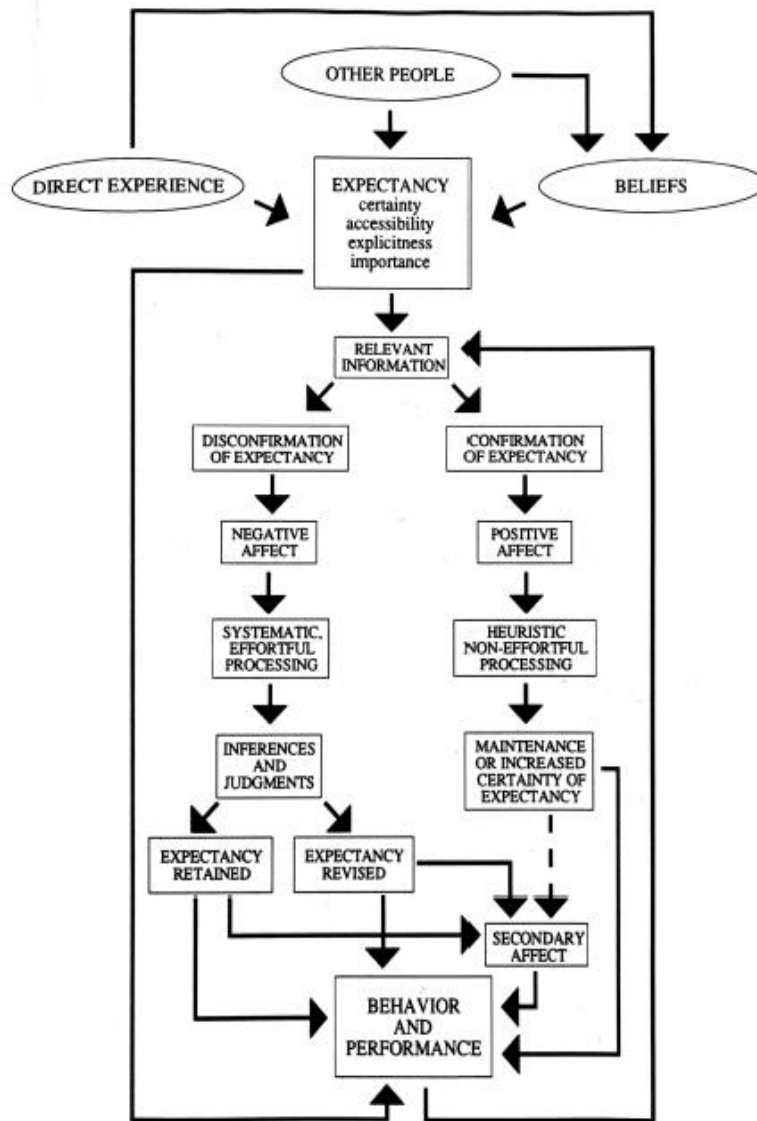 OTHER PEOPLE
DIRECT EXPERIENCE
EXPECTANCY
certainty
accessibility
explicitness
importance
BELIEFS
RELEVANT
INFORMATION
DISCONFIRMATION
OF EXPECTANCY
CONFIRMATION
OF EXPECTANCY
NEGATIVE
AFFECT
POSITIVE
AFFECT
SYSTEMATIC,
EFFORTFUL
PROCESSING
HEURISTIC
NON-EFFORTFUL
PROCESSING
INFERENCES
AND
JUDGMENTS
MAINTENANCE
OR INCREASED
CERTAINTY OF
EXPECTANCY
EXPECTANCY
RETAINED
EXPECTANCY
REVISED
SECONDARY
AFFECT
BEHAVIOR
AND
PERFORMANCE